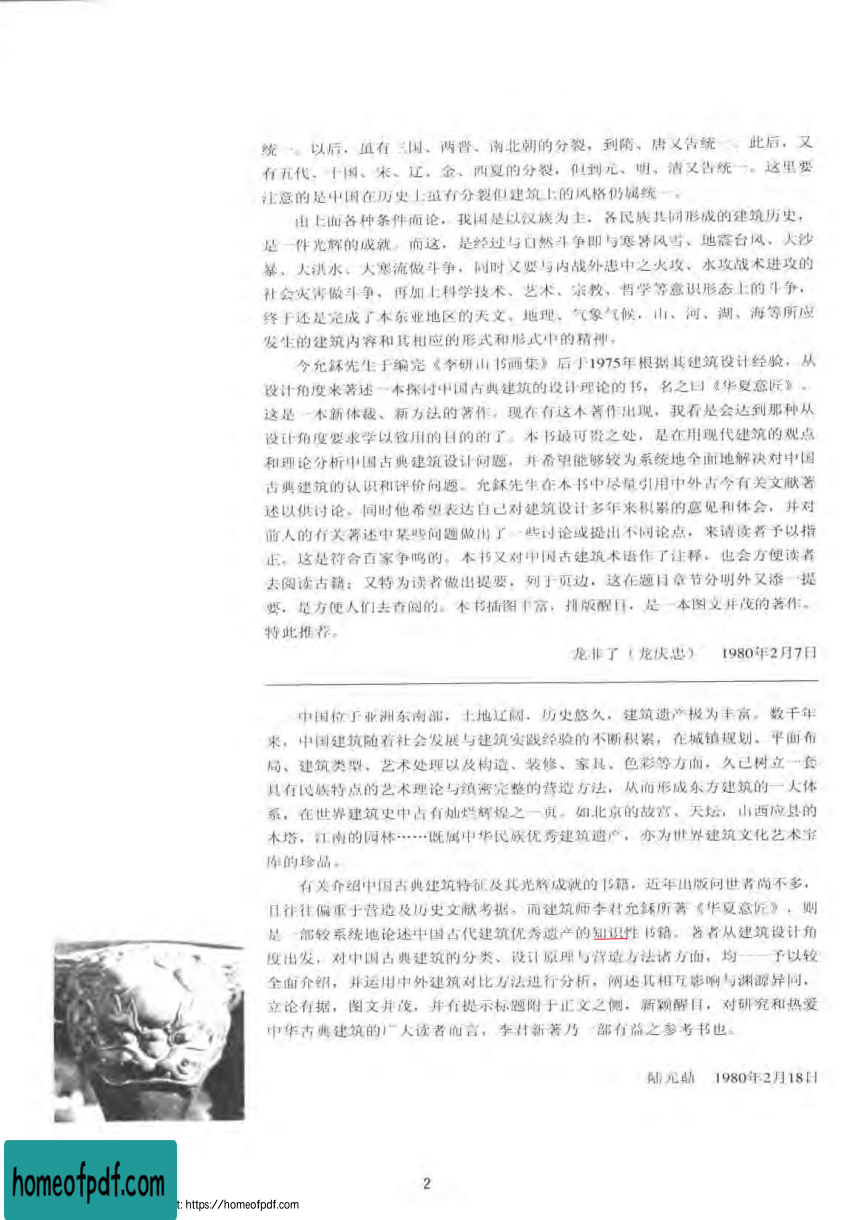 统一。以后，虽有三国、两晋、南北朝的分裂，到隋、唐又告统一。此后，又
有五代、十国、宋、辽、金、西夏的分裂，但到元、明、清又告统一。这里要
注意的是中国在历史上虽有分裂但建筑上的风格仍属统一。
由上面各种条件而论，我国是以汉族为主，各民族共同形成的建筑历史，
是一件光辉的成就。而这，是经过与自然斗争即与寒暑风雪、地震台风、大沙
暴、大洪水、大寒流做斗争，同时又要与内战外患中之火攻、水攻战术进攻的
社会灾害做斗争，再加上科学技术、艺术、宗教、哲学等意识形态上的斗争，
终于还是完成了本东亚地区的天文、地理、气象气候，山、河、湖、海等所应
发生的建筑内容和其相应的形式和形式中的精神。
今允鉌先生于编完《李研山书画集》后于1975年根据其建筑设计经验，从
设计角度来著述一本探讨中国古典建筑的设计理论的书，名之曰《华夏意匠》。
这是一本新体裁、新方法的著作。现在有这本著作出现，我看是会达到那种从
设计角度要求学以致用的目的的了。本书最可贵之处，是在用现代建筑的观点
和理论分析中国古典建筑设计问题，并希望能够较为系统地全面地解决对中国
古典建筑的认识和评价问题。允鉌先生在本书中尽量引用中外古今有关文献著
述以供讨论。同时他希望表达自己对建筑设计多年来积累的意见和体会，并对
前人的有关著述中某些问题做出了一些讨论或提出不同论点，来请读者予以指
正。这是符合百家争鸣的。本书又对中国古建筑术语作了注释，也会方便读者
去阅读古籍；又特为读者做出提要，列于页边，这在题目章节分明外又添一提
要，是方便人们去查阅的。本书插图丰富，排版醒目，是一本图文并茂的著作。
特此推荐。
龙非了（龙庆忠） 1980年2月7日
中国位于亚洲东南部，土地辽阔，历史悠久，建筑遗产极为丰富。数千年
来，中国建筑随着社会发展与建筑实践经验的不断积累，在城镇规划、平面布
局、建筑类型、艺术处理以及构造、装修、家具、色彩等方面，久已树立一套
具有民族特点的艺术理论与缜密完整的营造方法，从而形成东方建筑的一大体
系，在世界建筑史中占有灿烂辉煌之一页。如北京的故宫、天坛，山西应县的
木塔，江南的园林……既属中华民族优秀建筑遗产，亦为世界建筑文化艺术宝
库的珍品。
有关介绍中国古典建筑特征及其光辉成就的书籍，近年出版问世者尚不多，
且往往偏重于营造及历史文献考据。而建筑师李君允鉌所著《华夏意匠》，则
是一部较系统地论述中国古代建筑优秀遗产的知识性书籍。著者从建筑设计角
度出发，对中国古典建筑的分类、设计原理与营造方法诸方面，均一一予以较
全面介绍，并运用中外建筑对比方法进行分析，阐述其相互影响与渊源异同，
立论有据，图文并茂，并有提示标题附于正文之侧，新颖醒目，对研究和热爱
中华古典建筑的广大读者而言，李君新著乃一部有益之参考书也。
陆元鼎 1980年2月18日
2
homeofpdf.com
t: https://homeofpdf.com